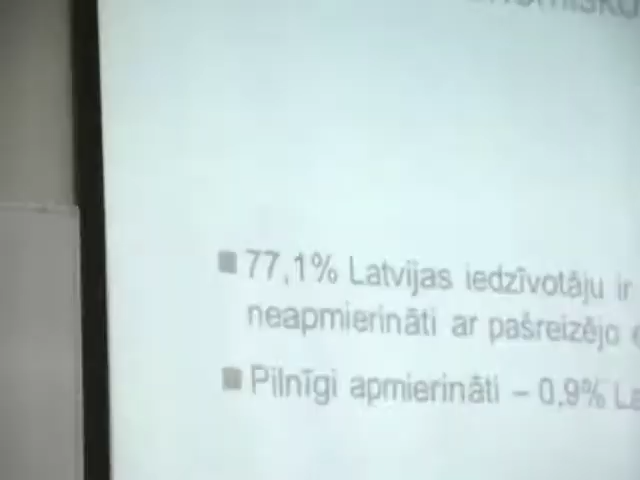 77,1% Latvijas iedzīvotāju ir
neapmierināti ar pašreizējo
Pilnīgi apmierināti – 0,9%